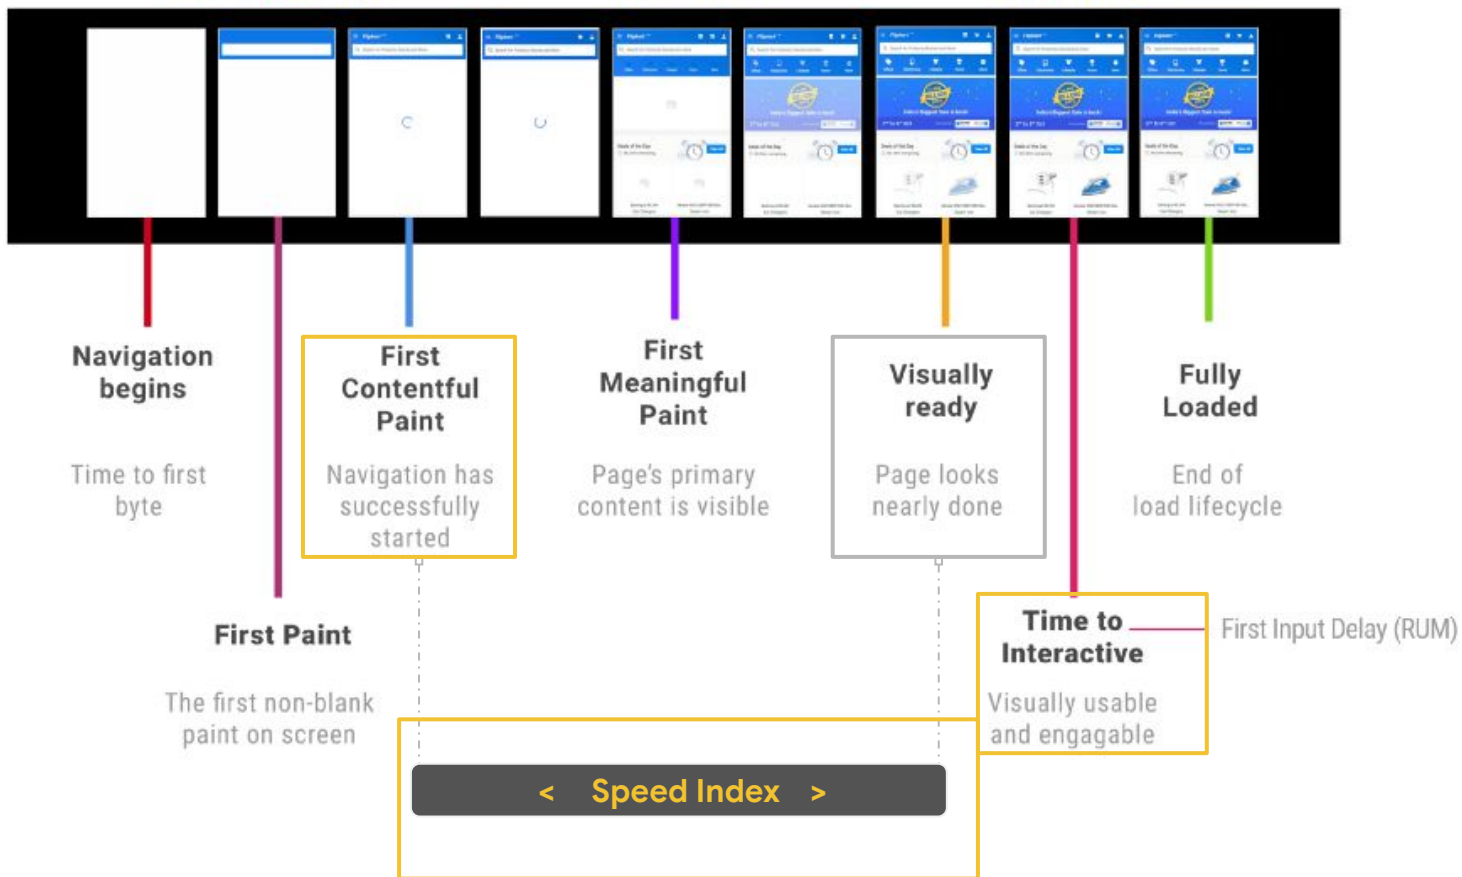 Navigation
begins
Time to first
byte
First Paint
The first non-blank
paint on screen
First
Contentful
Paint
Navigation has
successfully
started
First
Meaningful
Paint
Page's primary
content is visible
Visually
ready
Page looks
nearly done
Time to
Interactive
Visually usable
and engagable
First Input Delay (RUM)
Fully
Loaded
End of
load lifecycle
< Speed Index >